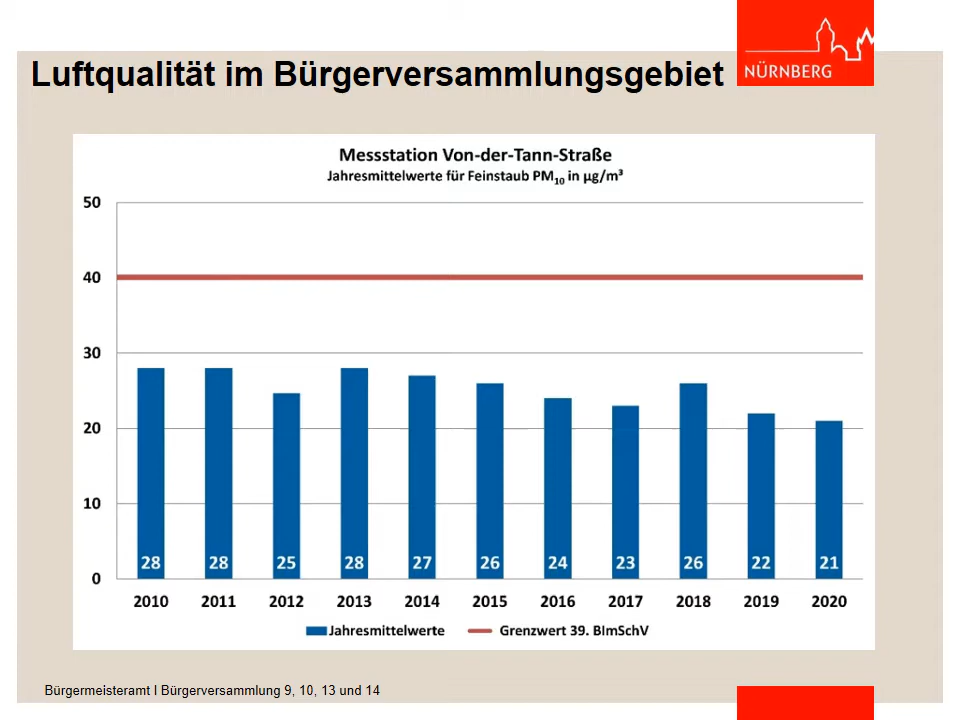 NÜRNBERG
Luftqualität im Bürgerversammlungsgebiet
Messstation Von-der-Tann-Straße
Jahresmittelwerte für Feinstaub PM₁₀ in µg/m³
50
40
30
20
10
0
28 28 25 28 27 26 24 23 26 22 21
2010 2011 2012 2013 2014 2015 2016 2017 2018 2019 2020
Jahresmittelwerte Grenzwert 39. BImSchV
Bürgermeisteramt I Bürgerversammlung 9, 10, 13 und 14